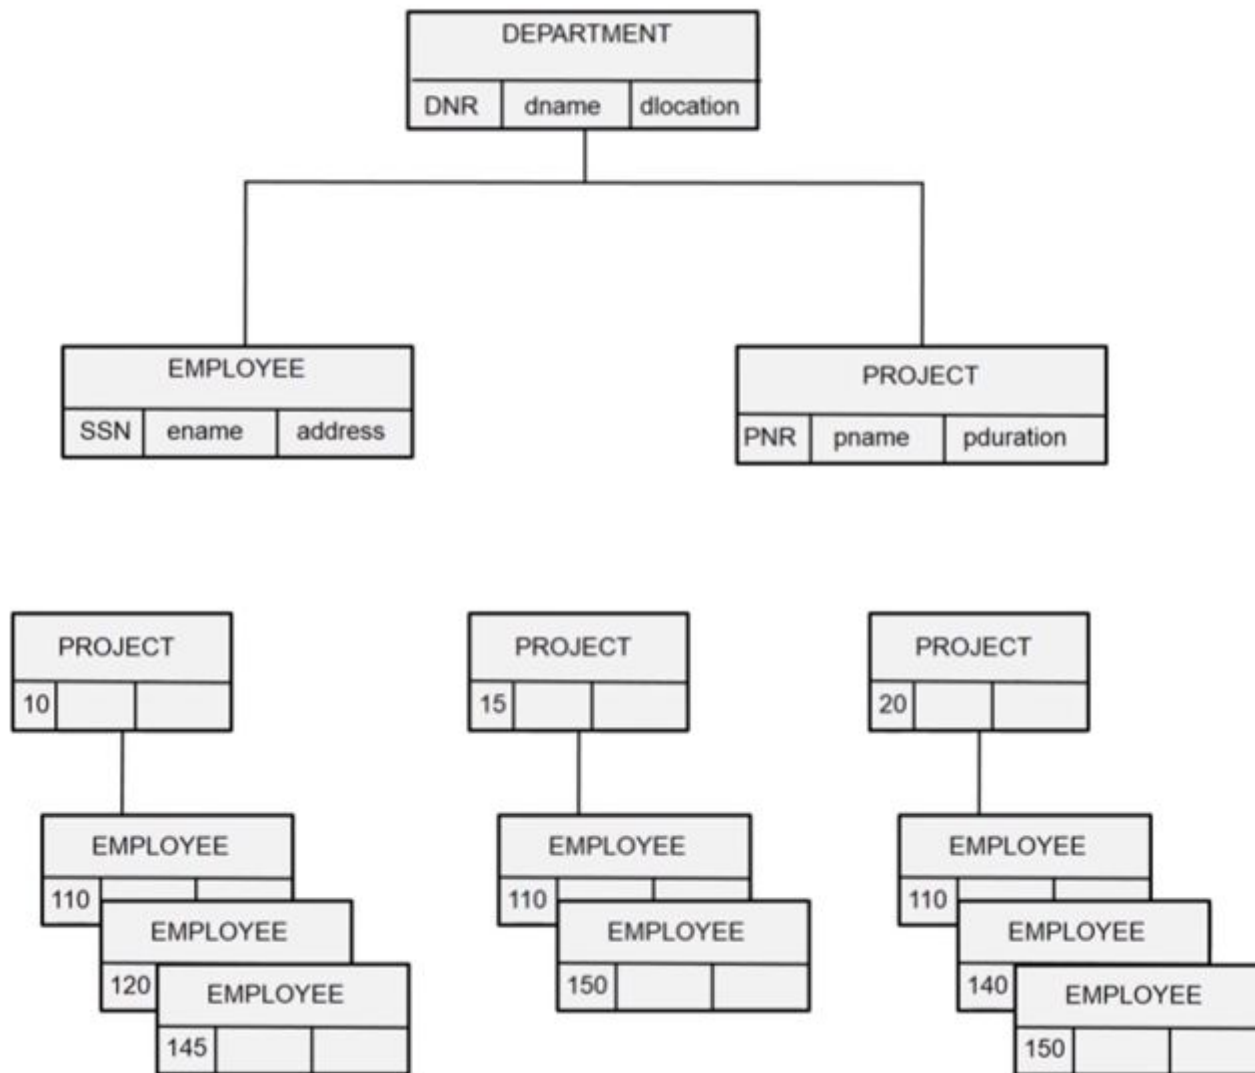 DEPARTMENT
DNR dname dlocation
EMPLOYEE
SSN ename address
PROJECT
PNR pname pduration
PROJECT
10
EMPLOYEE
110
EMPLOYEE
120
EMPLOYEE
145
PROJECT
15
EMPLOYEE
110
EMPLOYEE
150
PROJECT
20
EMPLOYEE
110
EMPLOYEE
140
EMPLOYEE
150